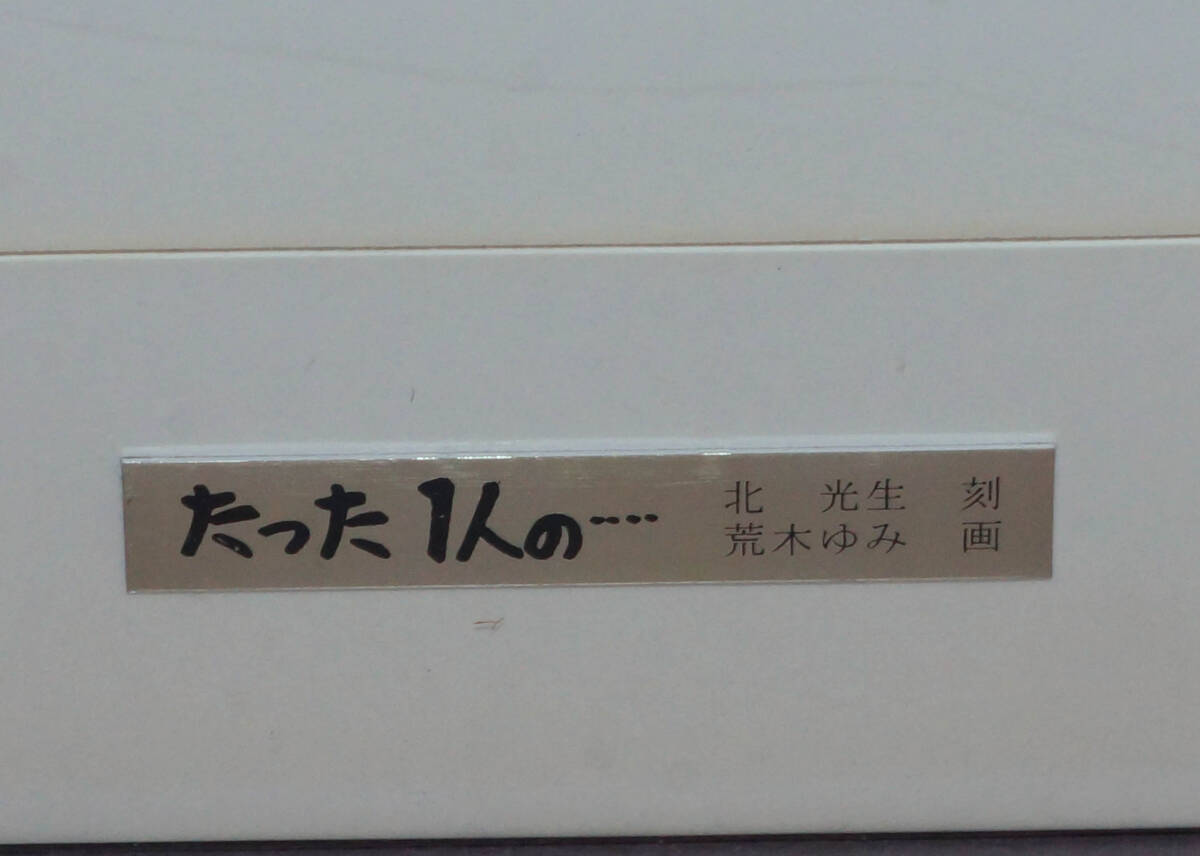 たった1人の‥‥
北　光生　刻
荒木ゆみ　画